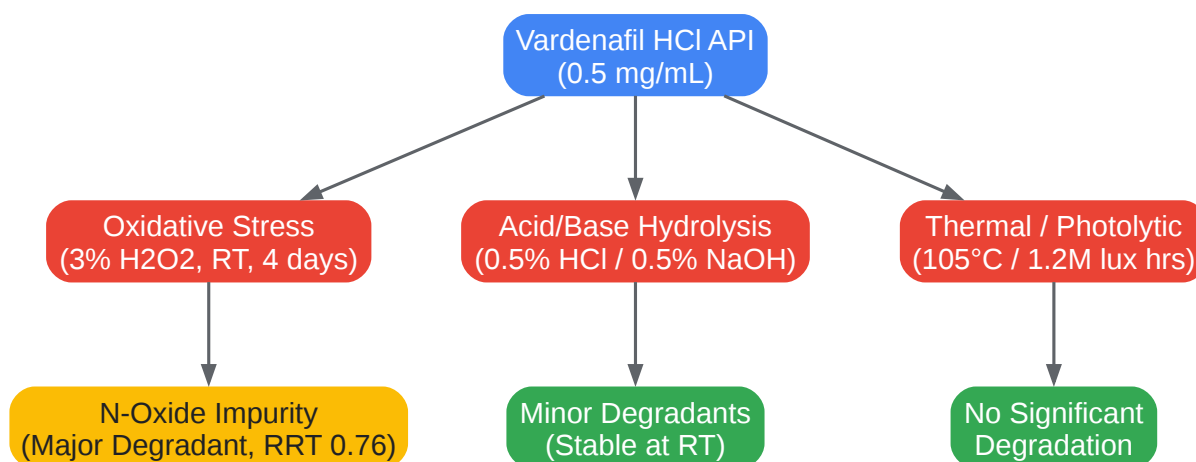 Vardenafil HCl API
(0.5 mg/mL)
Oxidative Stress
(3% H2O2, RT, 4 days)
Acid/Base Hydrolysis
(0.5% HCl / 0.5% NaOH)
Thermal / Photolytic
(105°C / 1.2M lux hrs)
N-Oxide Impurity
(Major Degradant, RRT 0.76)
Minor Degradants
(Stable at RT)
No Significant
Degradation